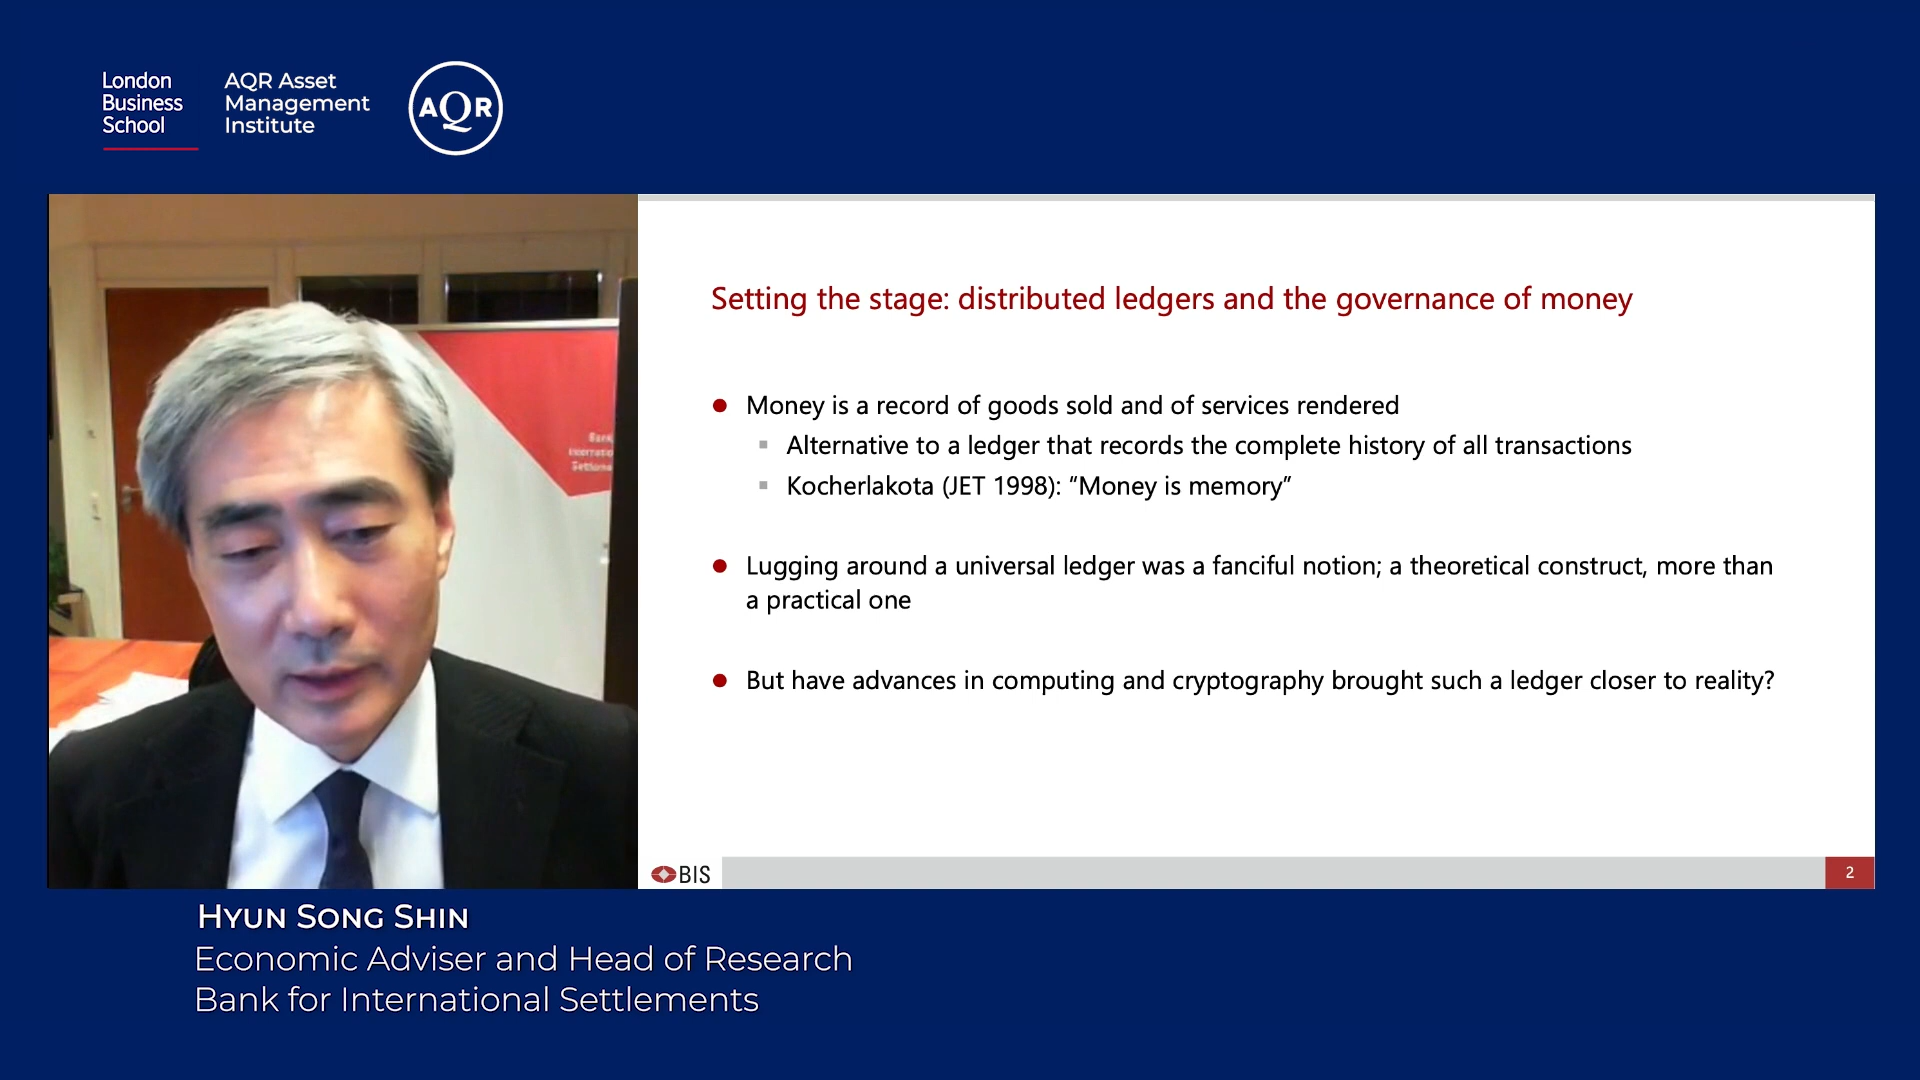 London
Business
School
AQR Asset
Management
Institute
AQR
Setting the stage: distributed ledgers and the governance of money
Money is a record of goods sold and of services rendered
Alternative to a ledger that records the complete history of all transactions
Kocherlakota (JET 1998): “Money is memory”
Lugging around a universal ledger was a fanciful notion; a theoretical construct, more than
a practical one
But have advances in computing and cryptography brought such a ledger closer to reality?
BIS
2
HYUN SONG SHIN
Economic Adviser and Head of Research
Bank for International Settlements